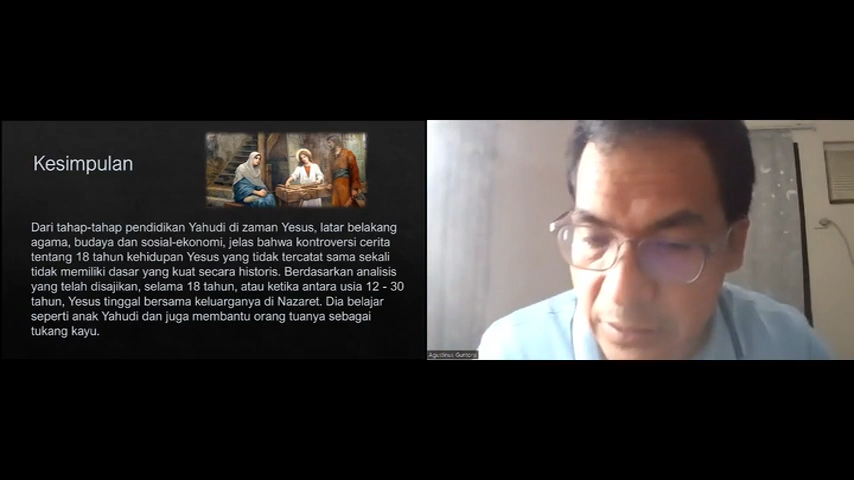 Kesimpulan
Dari tahap-tahap pendidikan Yahudi di zaman Yesus, latar belakang
agama, budaya dan sosial-ekonomi, jelas bahwa kontroversi cerita
tentang 18 tahun kehidupan Yesus yang tidak tercatat sama sekali
tidak memiliki dasar yang kuat secara historis. Berdasarkan analisis
yang telah disajikan, selama 18 tahun, atau ketika antara usia 12 - 30
tahun, Yesus tinggal bersama keluarganya di Nazaret. Dia belajar
seperti anak Yahudi dan juga membantu orang tuanya sebagai
tukang kayu.
Agustinus